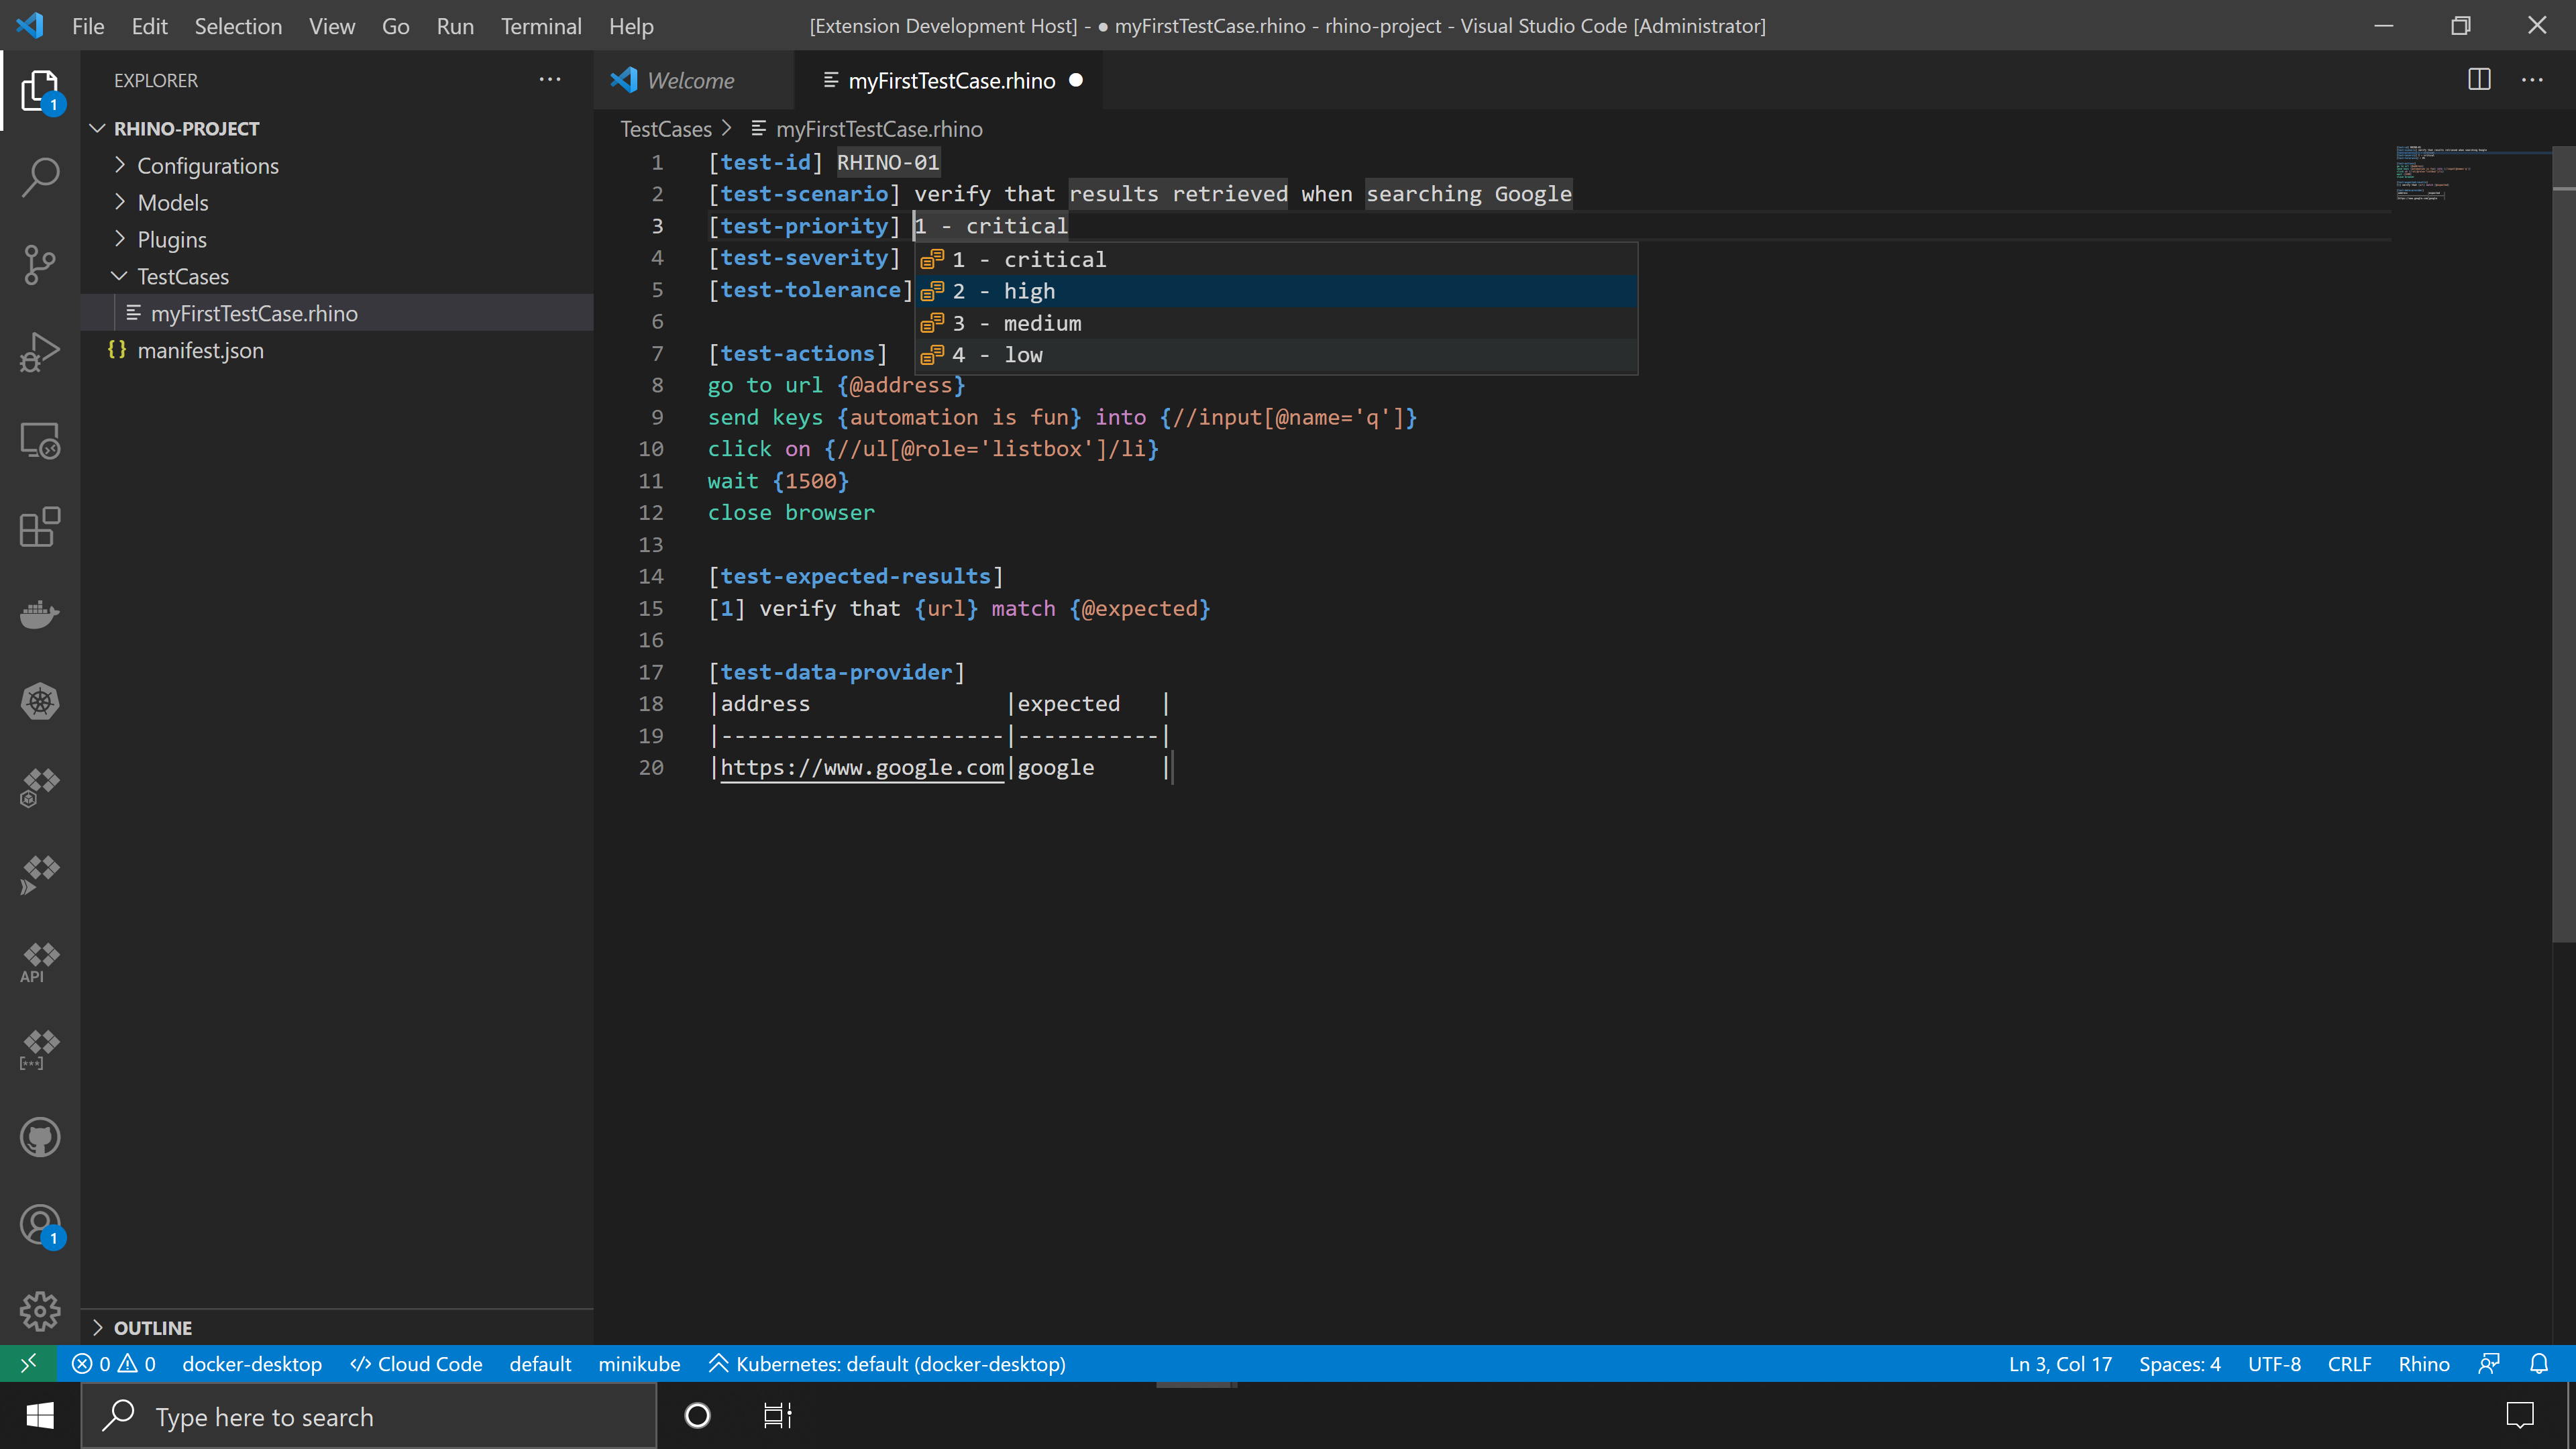 File Edit Selection View Go Run Terminal Help
[Extension Development Host] - ● myFirstTestCase.rhino - rhino-project - Visual Studio Code [Administrator]
EXPLORER
RHINO-PROJECT
Configurations
Models
Plugins
TestCases
myFirstTestCase.rhino
{} manifest.json
OUTLINE
1
1
API
[***]
Welcome
myFirstTestCase.rhino
TestCases > myFirstTestCase.rhino
1 [test-id] RHINO-01
2 [test-scenario] verify that results retrieved when searching Google
3 [test-priority] 1 - critical
4 [test-severity]
5 [test-tolerance]
1 - critical
2 - high
3 - medium
4 - low
6
7 [test-actions]
8 go to url {@address}
9 send keys {automation is fun} into {//input[@name='q']}
10 click on {//ul[@role='listbox']/li}
11 wait {1500}
12 close browser
13
14 [test-expected-results]
15 [1] verify that {url} match {@expected}
16
17 [test-data-provider]
18 |address               |expected   |
19 |----------------------|-----------|
20 |https://www.google.com|google     |
0 0 docker-desktop </> Cloud Code default minikube Kubernetes: default (docker-desktop)
Ln 3, Col 17 Spaces: 4 UTF-8 CRLF Rhino
Type here to search